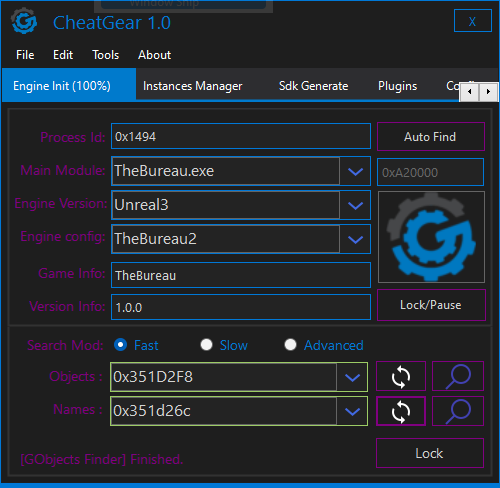 Window Snip
CheatGear 1.0
X
File Edit Tools About
Engine Init (100%) Instances Manager Sdk Generate Plugins
Process Id: 0x1494 Auto Find
Main Module: TheBureau.exe 0xA20000
Engine Version: Unreal3
Engine config: TheBureau2
Game Info: TheBureau
Version Info: 1.0.0 Lock/Pause
Search Mod: Fast Slow Advanced
Objects : 0x351D2F8
Names : 0x351d26c
[GObjects Finder] Finished. Lock